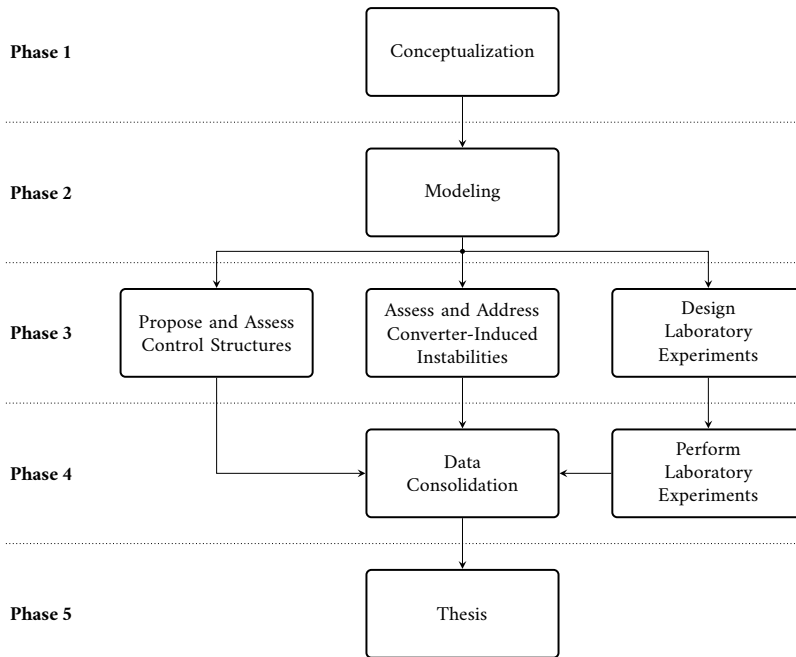 Phase 1
Conceptualization
Phase 2
Modeling
Phase 3
Propose and Assess
Control Structures
Assess and Address
Converter-Induced
Instabilities
Design
Laboratory
Experiments
Phase 4
Data
Consolidation
Perform
Laboratory
Experiments
Phase 5
Thesis